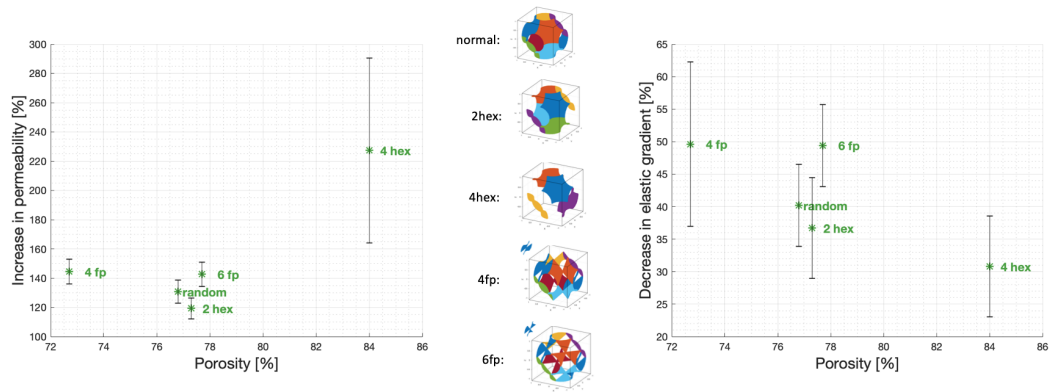 300
280
260
240
220
200
180
160
140
120
100
Increase in permeability [%]
4 hex
4 fp
6 fp
random
2 hex
72 74 76 78 80 82 84 86
Porosity [%]
normal:
2hex:
4hex:
4fp:
6fp:
65
60
55
50
45
40
35
30
25
20
Decrease in elastic gradient [%]
4 fp
6 fp
random
2 hex
4 hex
72 74 76 78 80 82 84 86
Porosity [%]